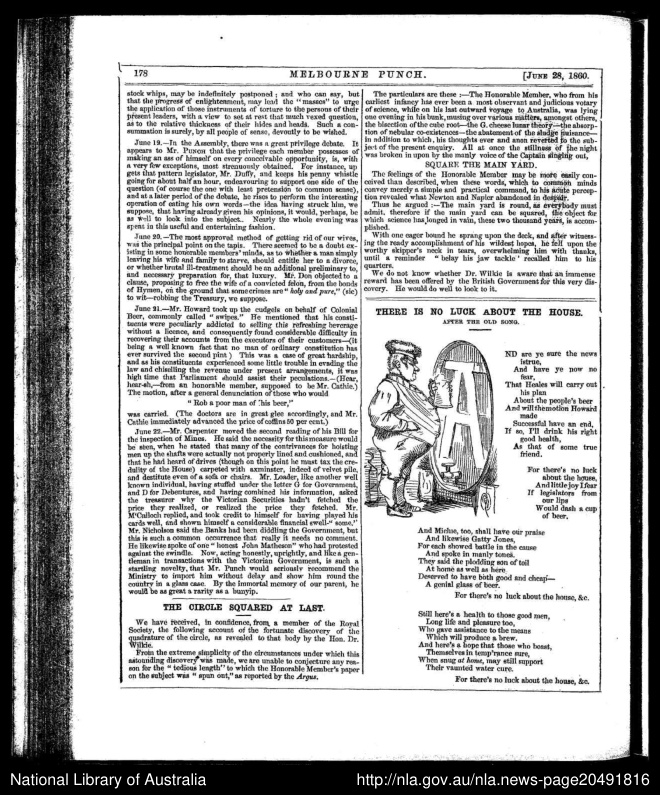 178
MELBOURNE PUNCH.
[JUNE 28, 1860.
stock whips, may be indefinitely postponed; and who can say, but
that the progress of enlightenment, may lead the "masses" to urge
the application of those instruments of torture to the persons of their
present leaders, with a view to set at rest that much vexed question,
as to the relative thickness of their hides and heads. Such a con-
summation is surely, by all people of sense, devoutly to be wished.
June 19.—In the Assembly, there was a great privilege debate. It
appears to MR. PUNCH that the privilege each member possesses of
making an ass of himself on every conceivable opportunity, is, with
a very few exceptions, most strenuously obtained. For instance, up
gets that pattern legislator, Mr. Duffy, and keeps his penny whistle
going for about half an hour, endeavouring to support one side of the
question (of course the one with least pretension to common sense),
and at a later period of the debate, he rises to perform the interesting
operation of eating his own words—the idea having struck him, we
suppose, that having already given his opinions, it would, perhaps, be
as well to look into the subject. Nearly the whole evening was
spent in this useful and entertaining fashion.
June 20.—The most approved method of getting rid of our wives,
was the principal point on the tapis. There seemed to be a doubt ex-
isting in some honorable members' minds, as to whether a man simply
leaving his wife and family to starve, should entitle her to a divorce,
or whether brutal ill-treatment should be an additional preliminary to,
and necessary preparation for, that luxury. Mr. Don objected to a
clause, proposing to free the wife of a convicted felon, from the bonds
of Hymen, on the ground that some crimes are "holy and pure," (sic)
to wit—robbing the Treasury, we suppose.
June 21.—Mr. Howard took up the cudgels on behalf of Colonial
Beer, commonly called "swipes." He mentioned that his consti-
tuents were peculiarly addicted to selling this refreshing beverage
without a licence, and consequently found considerable difficulty in
recovering their accounts from the executors of their customers—(it
being a well known fact that no man of ordinary constitution has
ever survived the second pint) This was a case of great hardship,
and as his constituents experienced some little trouble in evading the
law and chiselling the revenue under present arrangements, it was
high time that Parliament should assist their peculations.—(Hear,
hear-ah,—from an honorable member, supposed to be Mr. Cathie.)
The motion, after a general denunciation of those who would
"Rob a poor man of his beer,"
was carried. (The doctors are in great glee accordingly, and Mr.
Cathie immediately advanced the price of coffins 50 per cent.)
June 22.—Mr. Carpenter moved the second reading of his Bill for
the inspection of Mines. He said the necessity for this measure would
be seen, when he stated that many of the contrivances for hoisting
men up the shafts were actually not properly lined and cushioned, and
that he had heard of drives (though on this point he must tax the cre-
dulity of the House) carpeted with axminster, indeed of velvet pile,
and destitute even of a sofa or chairs. Mr. Loader, like another well
known individual, having stuffed under the letter G for Government,
and D for Debentures, and having combined his information, asked
the treasurer why the Victorian Securities hadn't fetched the
price they realized, or realized the price they fetched. Mr.
M'Culloch replied, and took credit to himself for having played his
cards well, and shown himself a considerable financial swell-"some."
Mr. Nicholson said the Banks had been diddling the Government, but
this is such a common occurrence that really it needs no comment.
He likewise spoke of one "honest John Matheson" who had protested
against the swindle. Now, acting honestly, uprightly, and like a gen-
tleman in transactions with the Victorian Government, is such a
startling novelty, that Mr. Punch would seriously recommend the
Ministry to import him without delay and show him round the
country in a glass case. By the immortal memory of our parent, he
would be as great a rarity as a bunyip.
THE CIRCLE SQUARED AT LAST.
We have received, in confidence, from a member of the Royal
Society, the following account of the fortunate discovery of the
quadrature of the circle, as revealed to that body by the Hon. Dr.
Wilkie.
From the extreme simplicity of the circumstances under which this
astounding discovery was made, we are unable to conjecture any rea-
son for the "tedious length" to which the Honorable Member's paper
on the subject was "spun out," as reported by the Argus.
The particulars are these:—The Honorable Member, who from his
earliest infancy has ever been a most observant and judicious votary
of science, while on his last outward voyage to Australia, was lying
one evening in his bunk, musing over various matters, amongst others,
the bisection of the cube root—the G. cheese lunar theory—the absorp-
tion of nebular co-existences—the abatement of the sludge nuisance—
in addition to which, his thoughts ever and anon reverted to the sub-
ject of the present enquiry. All at once the stillness of the night
was broken in upon by the manly voice of the Captain singing out,
SQUARE THE MAIN YARD.
The feelings of the Honorable Member may be more easily con-
ceived than described, when these words, which to common minds
convey merely a simple and practical command, to his acute percep-
tion revealed what Newton and Napier abandoned in despair.
Thus he argued:—The main yard is round, as everybody must
admit, therefore if the main yard can be squared, the object for
which science has longed in vain, these two thousand years, is accom-
plished.
With one eager bound he sprang upon the deck, and after witness-
ing the ready accomplishment of his wildest hopes, he fell upon the
worthy skipper's neck in tears, overwhelming him with thanks,
until a reminder "belay his jaw tackle" recalled him to his
quarters.
We do not know whether Dr. Wilkie is aware that an immense
reward has been offered by the British Government for this very dis-
covery. He would do well to look to it.
THERE IS NO LUCK ABOUT THE HOUSE.
AFTER THE OLD SONG.
A
ND are ye sure the news
istrue,
And have ye now no
fear,
That Heales will carry out
his plan
About the people's beer
And will the motion Howard
made
Successful have an end,
If so, I'll drink his right
good health,
As that of some true
friend.
For there's no luck
about the house,
And little joy I fear
If legislators from
our lips
Would dash a cup
of beer.
And Michie, too, shall have our praise
And likewise Gatty Jones,
For each showed battle in the cause
And spoke in manly tones.
They said the plodding son of toil
At home as well as here
Deserved to have both good and cheap—
A genial glass of beer.
For there's no luck about the house, &c.
Still here's a health to those good men,
Long life and pleasure too,
Who gave assistance to the means
Which will produce a brew.
And here's a hope that those who boast,
Themselves in temp'rance sure,
When snug at home, may still support
Their vaunted water cure.
For there's no luck about the house, &c.
National Library of Australia
http://nla.gov.au/nla.news-page20491816